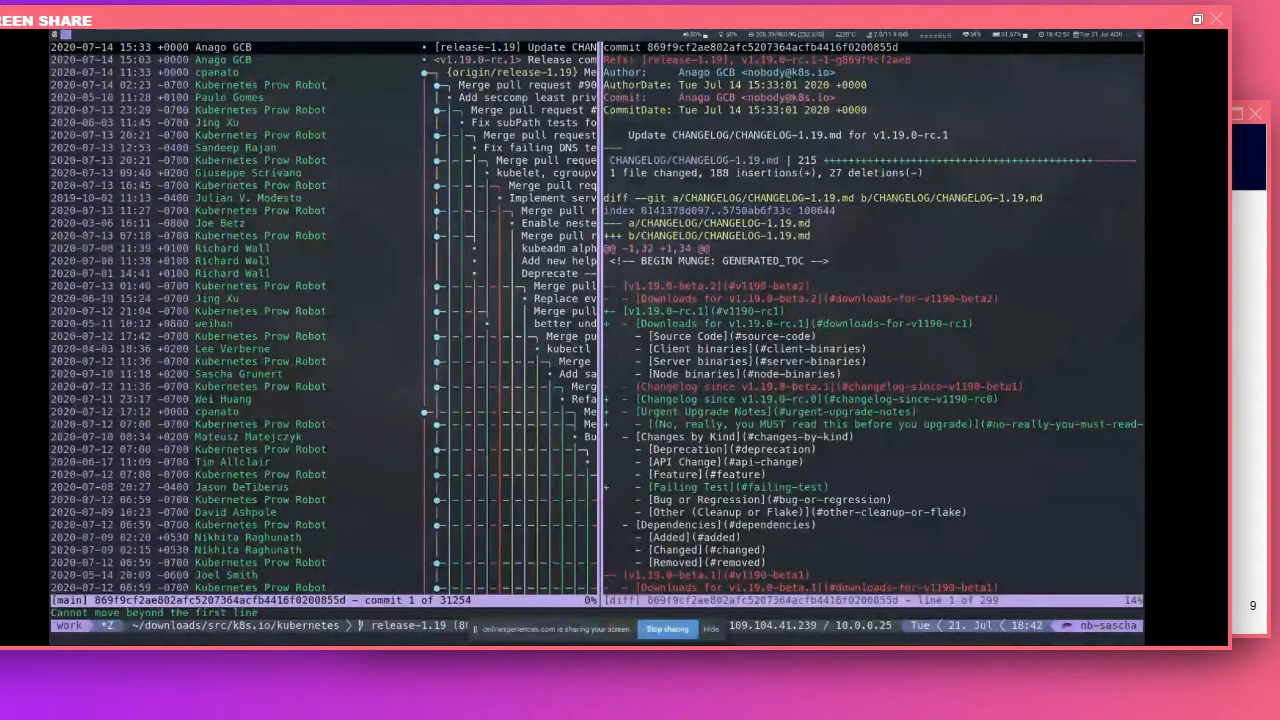 REEN SHARE
2020-07-14 15:33 +0000 Anago GCB • [release-1.19] Update CHAN
2020-07-14 15:03 +0000 Anago GCB • <v1.19.0-rc.1> Release com
2020-07-14 11:33 +0000 cpanato {origin/release-1.19} Me
2020-07-14 02:23 -0700 Kubernetes Prow Robot Merge pull request #90
2020-05-10 11:28 +0100 Paulo Gomes • Add seccomp least priv
2020-07-13 23:29 -0700 Kubernetes Prow Robot Merge pull request #
2020-06-03 11:45 -0700 Jing Xu • Fix subPath tests fo
2020-07-13 20:21 -0700 Kubernetes Prow Robot Merge pull request
2020-07-13 12:53 -0400 Sandeep Rajan • Fix failing DNS te
2020-07-13 20:21 -0700 Kubernetes Prow Robot Merge pull reque
2020-07-13 09:40 +0200 Giuseppe Scrivano • kubelet, cgroupv
2020-07-13 16:45 -0700 Kubernetes Prow Robot Merge pull req
2019-10-02 11:13 -0400 Julian V. Modesto • Implement serv
2020-07-13 11:27 -0700 Kubernetes Prow Robot Merge pull r
2020-03-06 16:11 -0800 Joe Betz • Enable neste
2020-07-13 07:18 -0700 Kubernetes Prow Robot Merge pull r
2020-07-08 11:39 +0100 Richard Wall kubeadm alph
2020-07-08 11:38 +0100 Richard Wall Add new help
2020-07-01 14:41 +0100 Richard Wall Deprecate --
2020-07-13 01:40 -0700 Kubernetes Prow Robot Merge pull
2020-06-19 15:24 -0700 Jing Xu • Replace ev
2020-07-12 21:04 -0700 Kubernetes Prow Robot Merge pull
2020-05-11 10:12 +0800 weihan better und
2020-07-12 17:42 -0700 Kubernetes Prow Robot Merge pu
2020-04-03 18:36 +0200 Lee Verberne • kubectl
2020-07-12 11:36 -0700 Kubernetes Prow Robot Merge
2020-07-10 11:18 +0200 Sascha Grunert • Add sa
2020-07-12 11:36 -0700 Kubernetes Prow Robot Merg
2020-07-11 23:17 -0700 Wei Huang • Refa
2020-07-12 17:12 +0000 cpanato Me
2020-07-12 07:00 -0700 Kubernetes Prow Robot Me
2020-07-10 08:34 +0200 Mateusz Matejczyk • Bu
2020-07-12 07:00 -0700 Kubernetes Prow Robot
2020-06-17 11:09 -0700 Tim Allclair
2020-07-12 07:00 -0700 Kubernetes Prow Robot
2020-07-08 20:27 -0400 Jason DeTiberus
2020-07-12 06:59 -0700 Kubernetes Prow Robot
2020-07-09 10:23 -0700 David Ashpole
2020-07-12 06:59 -0700 Kubernetes Prow Robot
2020-07-09 02:20 +0530 Nikhita Raghunath
2020-07-09 02:15 +0530 Nikhita Raghunath
2020-07-12 06:59 -0700 Kubernetes Prow Robot
2020-05-14 20:09 -0600 Joel Smith
2020-07-12 06:59 -0700 Kubernetes Prow Robot
[main] 869f9cf2ae802afc5207364acfb4416f0200855d - commit 1 of 31254 0%
Cannot move beyond the first line
commit 869f9cf2ae802afc5207364acfb4416f0200855d
Refs: [release-1.19], v1.19.0-rc.1-1-g869f9cf2ae8
Author: Anago GCB <nobody@k8s.io>
AuthorDate: Tue Jul 14 15:33:01 2020 +0000
Commit: Anago GCB <nobody@k8s.io>
CommitDate: Tue Jul 14 15:33:01 2020 +0000
Update CHANGELOG/CHANGELOG-1.19.md for v1.19.0-rc.1
---
CHANGELOG/CHANGELOG-1.19.md | 215 ++++++++++++++++++++++++++++++++++++++++++-------
1 file changed, 188 insertions(+), 27 deletions(-)
diff --git a/CHANGELOG/CHANGELOG-1.19.md b/CHANGELOG/CHANGELOG-1.19.md
index 0141378d097..5750ab6f33c 100644
--- a/CHANGELOG/CHANGELOG-1.19.md
+++ b/CHANGELOG/CHANGELOG-1.19.md
@@ -1,32 +1,34 @@
<!-- BEGIN MUNGE: GENERATED_TOC -->
-- [v1.19.0-beta.2](#v1190-beta2)
- - [Downloads for v1.19.0-beta.2](#downloads-for-v1190-beta2)
+- [v1.19.0-rc.1](#v1190-rc1)
+ - [Downloads for v1.19.0-rc.1](#downloads-for-v1190-rc1)
- [Source Code](#source-code)
- [Client binaries](#client-binaries)
- [Server binaries](#server-binaries)
- [Node binaries](#node-binaries)
- - [Changelog since v1.19.0-beta.1](#changelog-since-v1190-beta1)
+ - [Changelog since v1.19.0-rc.0](#changelog-since-v1190-rc0)
+ - [Urgent Upgrade Notes](#urgent-upgrade-notes)
+ - [(No, really, you MUST read this before you upgrade)](#no-really-you-must-read-
- [Changes by Kind](#changes-by-kind)
- [Deprecation](#deprecation)
- [API Change](#api-change)
- [Feature](#feature)
+ - [Failing Test](#failing-test)
- [Bug or Regression](#bug-or-regression)
- [Other (Cleanup or Flake)](#other-cleanup-or-flake)
- [Dependencies](#dependencies)
- [Added](#added)
- [Changed](#changed)
- [Removed](#removed)
-- [v1.19.0-beta.1](#v1190-beta1)
- - [Downloads for v1.19.0-beta.1](#downloads-for-v1190-beta1)
[diff] 869f9cf2ae802afc5207364acfb4416f0200855d - line 1 of 299 14%
work *Z ~/downloads/src/k8s.io/kubernetes release-1.19 (8 109.104.41.239 / 10.0.0.25 Tue 21. Jul 18:42 nb-sascha
onlinexperiences.com is sharing your screen. Stop sharing Hide
9